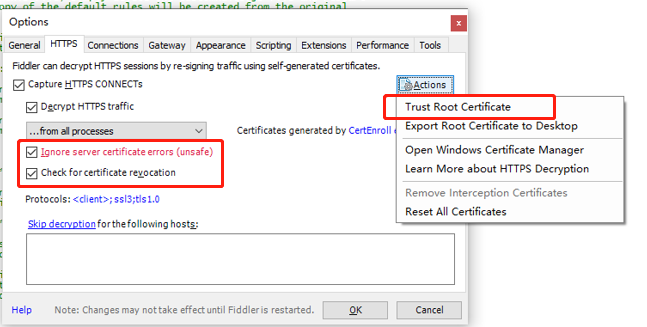 opy of the default rules will be created from the original
Options
General HTTPS Connections Gateway Appearance Scripting Extensions Performance Tools
Fiddler can decrypt HTTPS sessions by re-signing traffic using self-generated certificates.
Capture HTTPS CONNECTs
Actions
Decrypt HTTPS traffic
Trust Root Certificate
...from all processes
Certificates generated by CertEnroll
Export Root Certificate to Desktop
Ignore server certificate errors (unsafe)
Open Windows Certificate Manager
Check for certificate revocation
Learn More about HTTPS Decryption
Protocols: <client>; ssl3;tls1.0
Remove Interception Certificates
Reset All Certificates
Skip decryption for the following hosts:
Help
Note: Changes may not take effect until Fiddler is restarted.
OK
Cancel